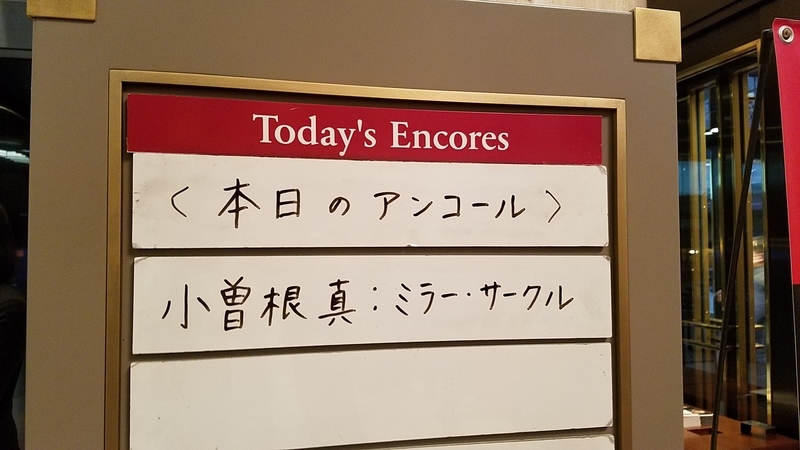 Today's Encores
〈 本日のアンコール 〉
小曽根真：ミラー・サークル